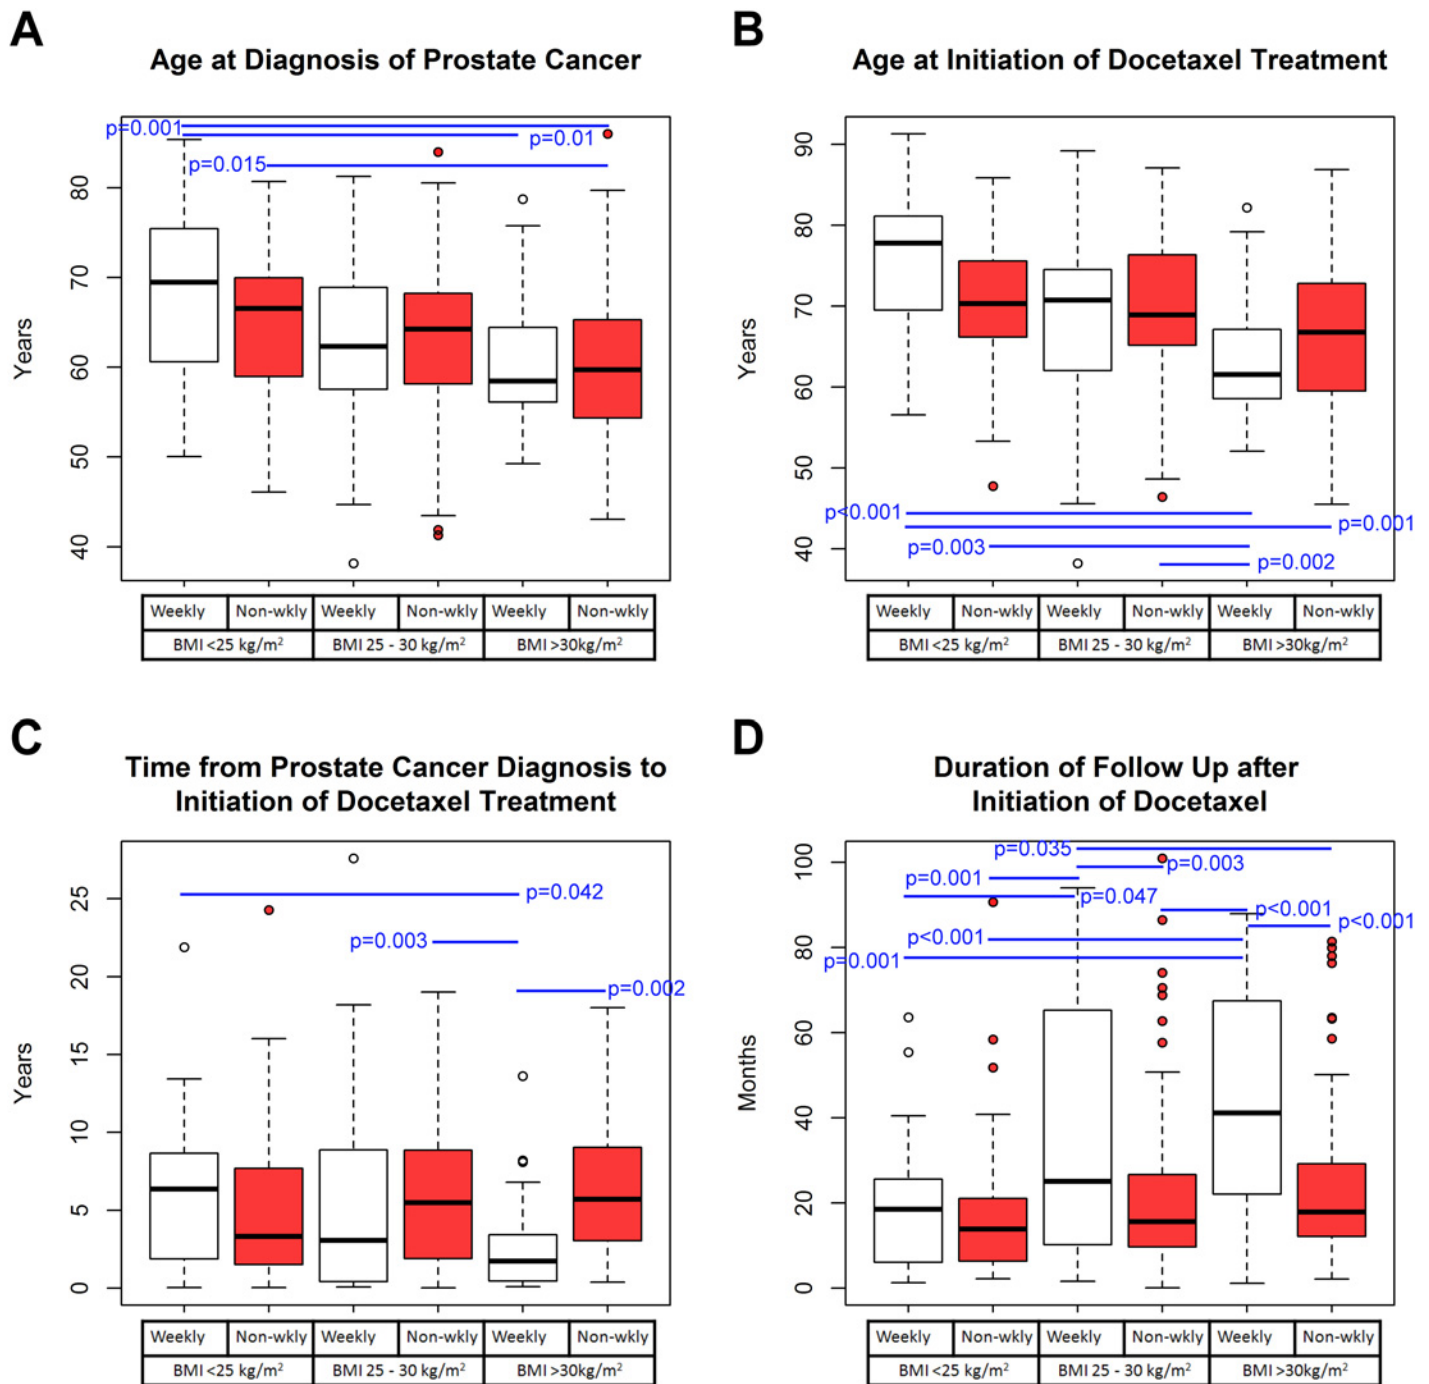 A
Age at Diagnosis of Prostate Cancer
p=0.001
p=0.01
p=0.015
Years
80
70
60
50
40
Weekly Non-wkly Weekly Non-wkly Weekly Non-wkly
BMI <25 kg/m² BMI 25 - 30 kg/m² BMI >30kg/m²
B
Age at Initiation of Docetaxel Treatment
Years
90
80
70
60
50
40
p<0.001
p=0.001
p=0.003
p=0.002
Weekly Non-wkly Weekly Non-wkly Weekly Non-wkly
BMI <25 kg/m² BMI 25 - 30 kg/m² BMI >30kg/m²
C
Time from Prostate Cancer Diagnosis to
Initiation of Docetaxel Treatment
p=0.042
p=0.003
p=0.002
Years
25
20
15
10
5
0
Weekly Non-wkly Weekly Non-wkly Weekly Non-wkly
BMI <25 kg/m² BMI 25 - 30 kg/m² BMI >30kg/m²
D
Duration of Follow Up after
Initiation of Docetaxel
p=0.035
p=0.003
p=0.001
p=0.047
p<0.001
p<0.001
p<0.001
p=0.001
Months
100
80
60
40
20
0
Weekly Non-wkly Weekly Non-wkly Weekly Non-wkly
BMI <25 kg/m² BMI 25 - 30 kg/m² BMI >30kg/m²